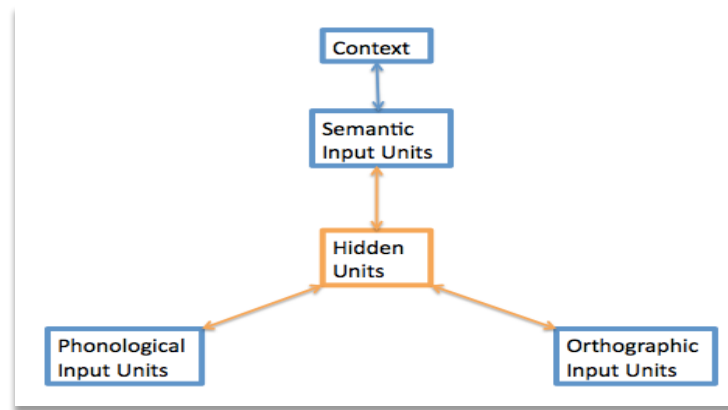 Context
Semantic
Input Units
Hidden
Units
Phonological
Input Units
Orthographic
Input Units